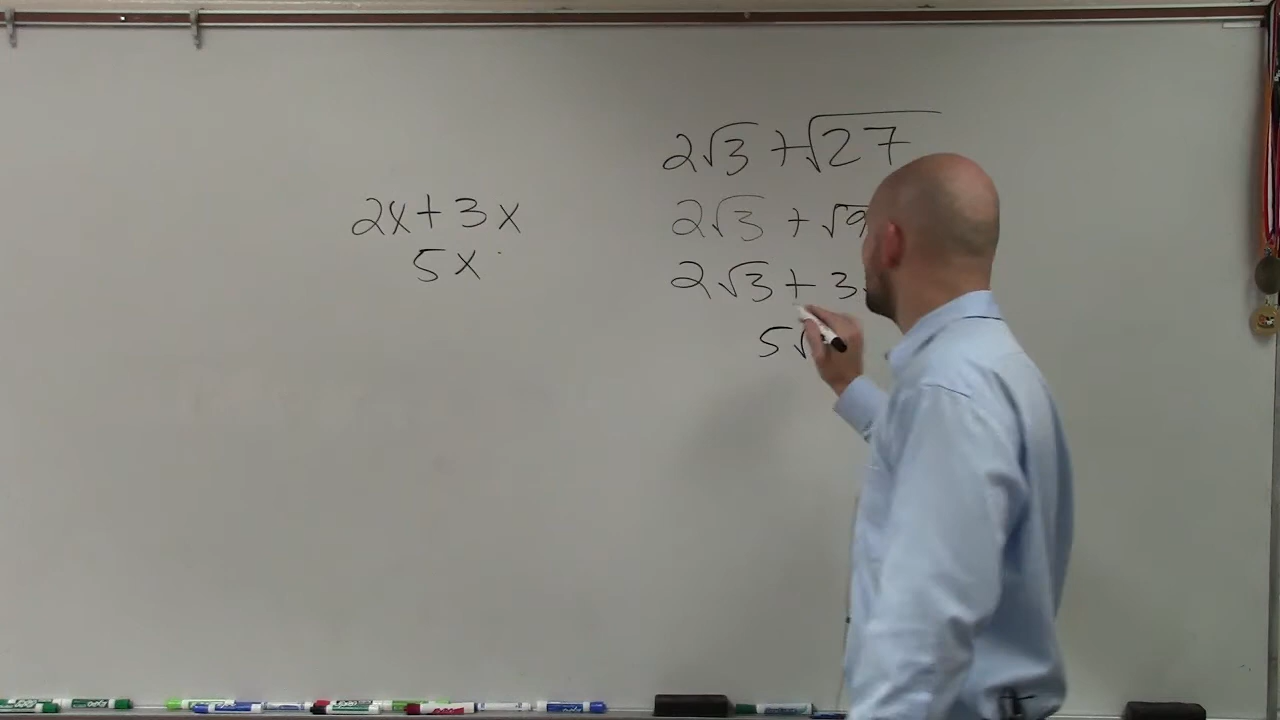 2x+3x
5x
2√3 +√27
2√3 + √9
2√3 + 3
5√